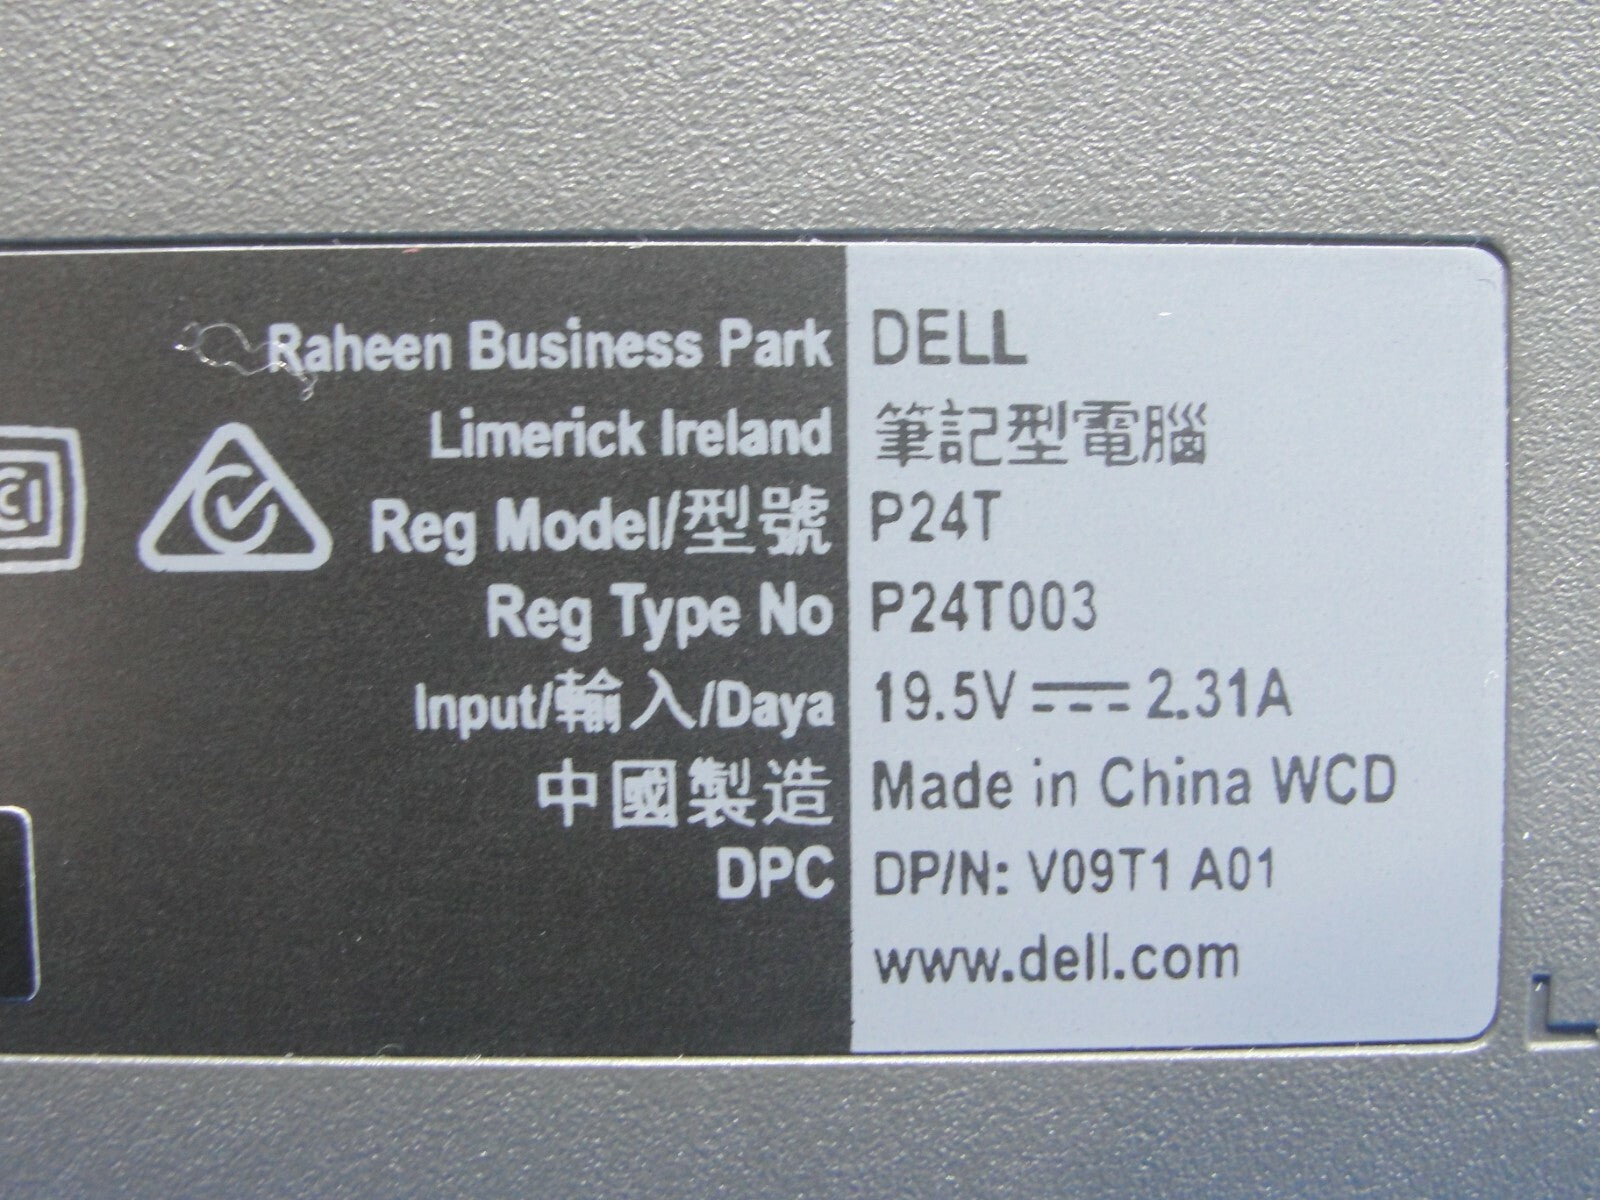 Raheen Business Park DELL
Limerick Ireland 筆記型電腦
Reg Model/型號 P24T
Reg Type No P24T003
Input/輸入/Daya 19.5V 2.31A
中國製造 Made in China WCD
DPC DP/N: V09T1 A01
www.dell.com